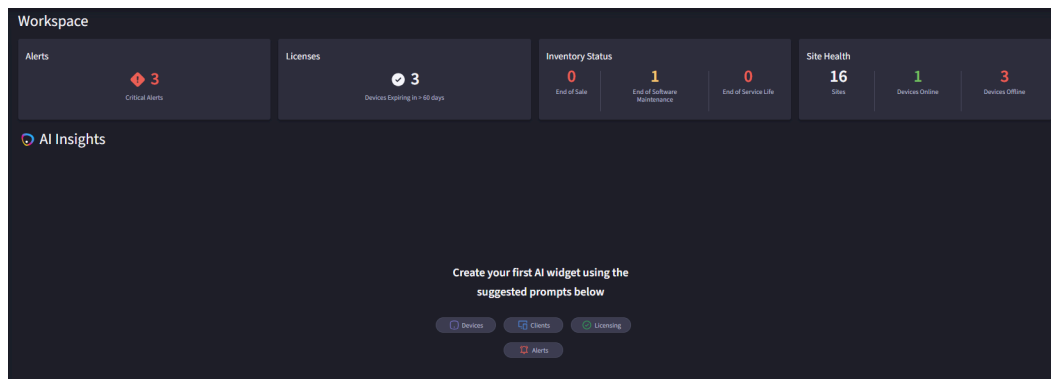 Workspace
Alerts
3
Critical Alerts
Licenses
3
Devices Expiring in > 60 days
Inventory Status
0
End of Sale
1
End of Software
Maintenance
0
End of Service Life
Site Health
16
Sites
1
Devices Online
3
Devices Offline
AI Insights
Create your first AI widget using the
suggested prompts below
Devices
Clients
Licensing
Alerts